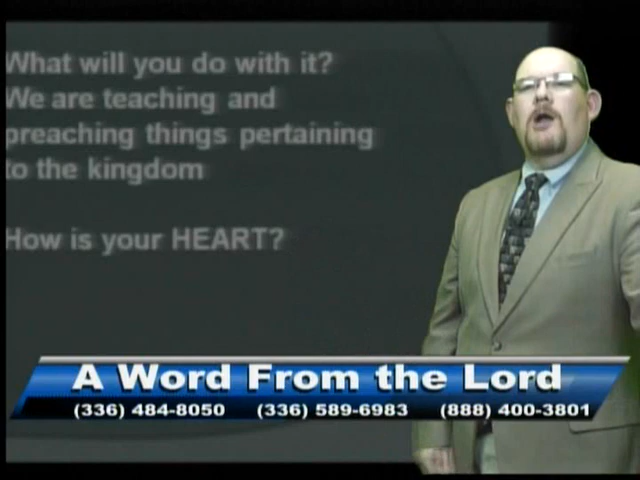 What will you do with it?
We are teaching and
preaching things pertaining
to the kingdom
How is your HEART?
A Word From the Lord
(336) 484-8050 (336) 589-6983 (888) 400-3801